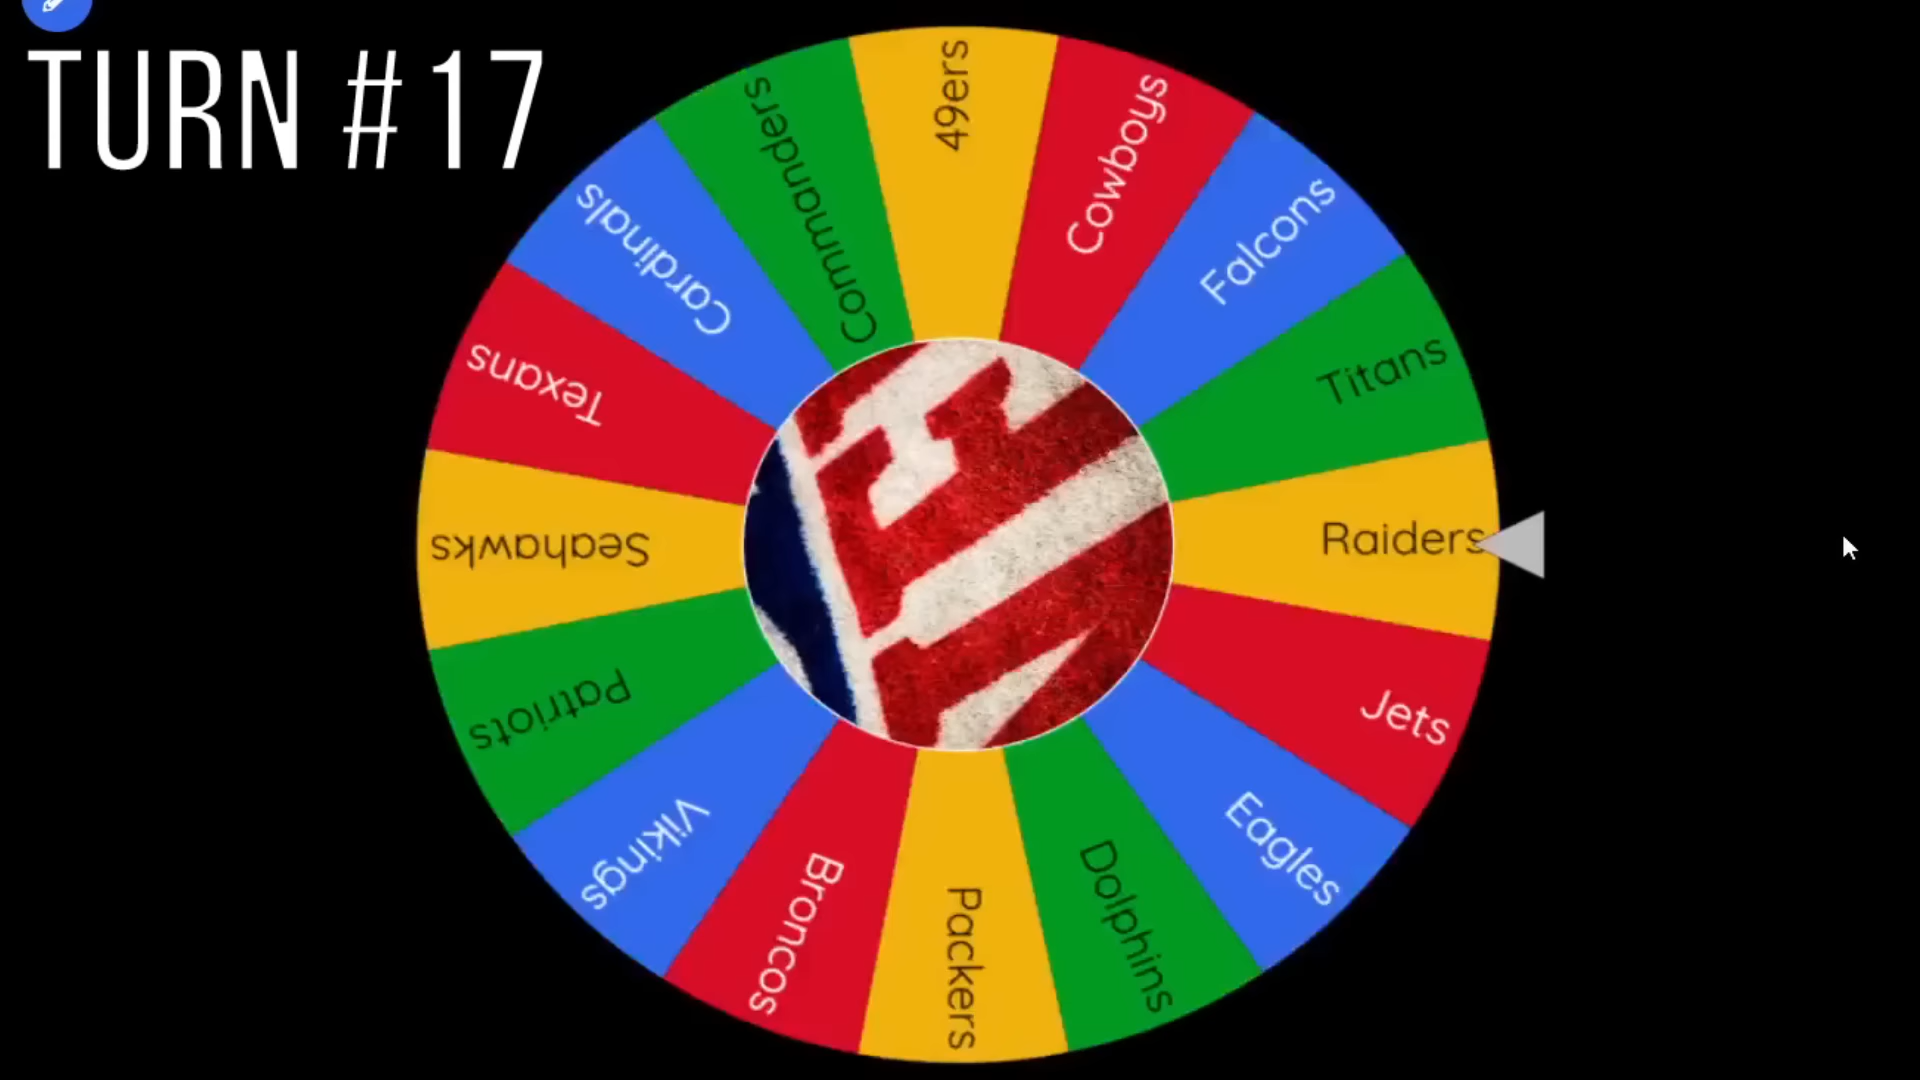 TURN #17
49ers
Cowboys
Falcons
Titans
Raiders
Jets
Eagles
Dolphins
Packers
Broncos
Vikings
Patriots
Seahawks
Texans
Cardinals
Commanders